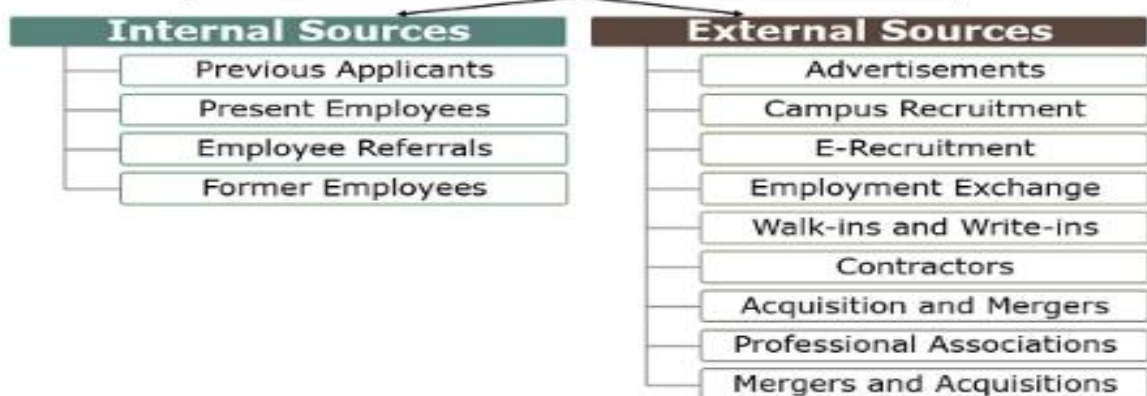 Internal Sources
Previous Applicants
Present Employees
Employee Referrals
Former Employees
External Sources
Advertisements
Campus Recruitment
E-Recruitment
Employment Exchange
Walk-ins and Write-ins
Contractors
Acquisition and Mergers
Professional Associations
Mergers and Acquisitions